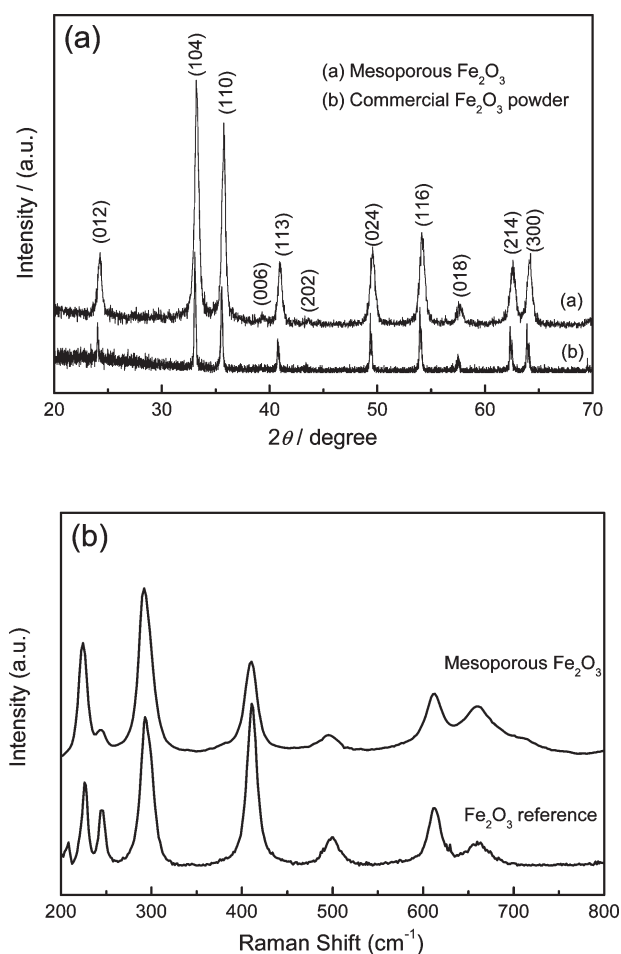 (a)
(a) Mesoporous Fe₂O₃
(b) Commercial Fe₂O₃ powder
(012)
(104)
(110)
(006)
(113)
(202)
(024)
(116)
(018)
(214)
(300)
(a)
(b)
Intensity / (a.u.)
20 30 40 50 60 70
2θ / degree
(b)
Mesoporous Fe₂O₃
Fe₂O₃ reference
Intensity (a.u.)
200 300 400 500 600 700 800
Raman Shift (cm⁻¹)